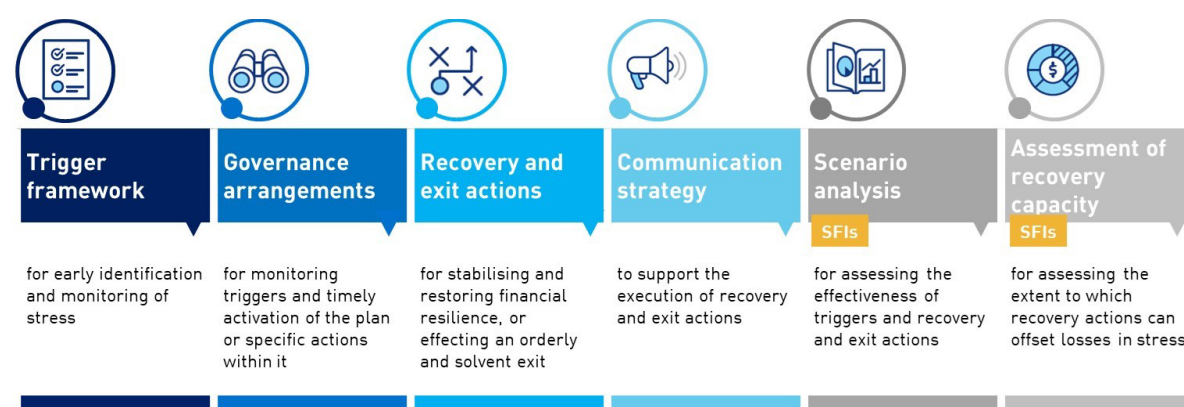 Trigger
framework
for early identification
and monitoring of
stress
Governance
arrangements
for monitoring
triggers and timely
activation of the plan
or specific actions
within it
Recovery and
exit actions
for stabilising and
restoring financial
resilience, or
effecting an orderly
and solvent exit
Communication
strategy
to support the
execution of recovery
and exit actions
Scenario
analysis
SFIs
for assessing the
effectiveness of
triggers and recovery
and exit actions
Assessment of
recovery
capacity
SFIs
for assessing the
extent to which
recovery actions can
offset losses in stress
$